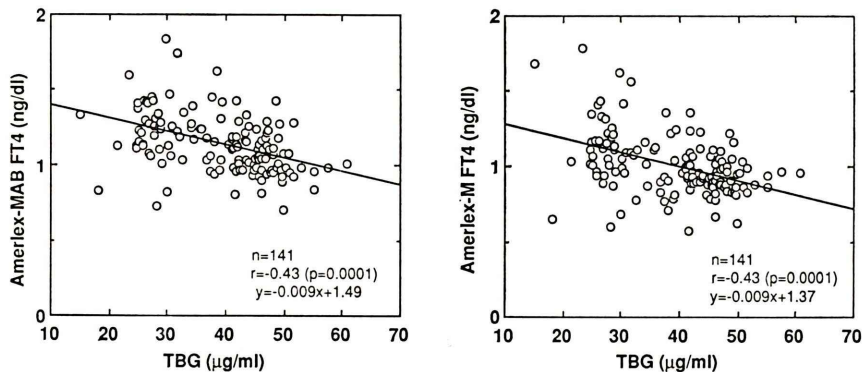 2
1
0
Amerlex-MAB FT4 (ng/dl)
n=141
r=-0.43 (p=0.0001)
y=-0.009x+1.49
10 20 30 40 50 60 70
TBG (µg/ml)
2
1
0
Amerlex-M FT4 (ng/dl)
n=141
r=-0.43 (p=0.0001)
y=-0.009x+1.37
10 20 30 40 50 60 70
TBG (µg/ml)